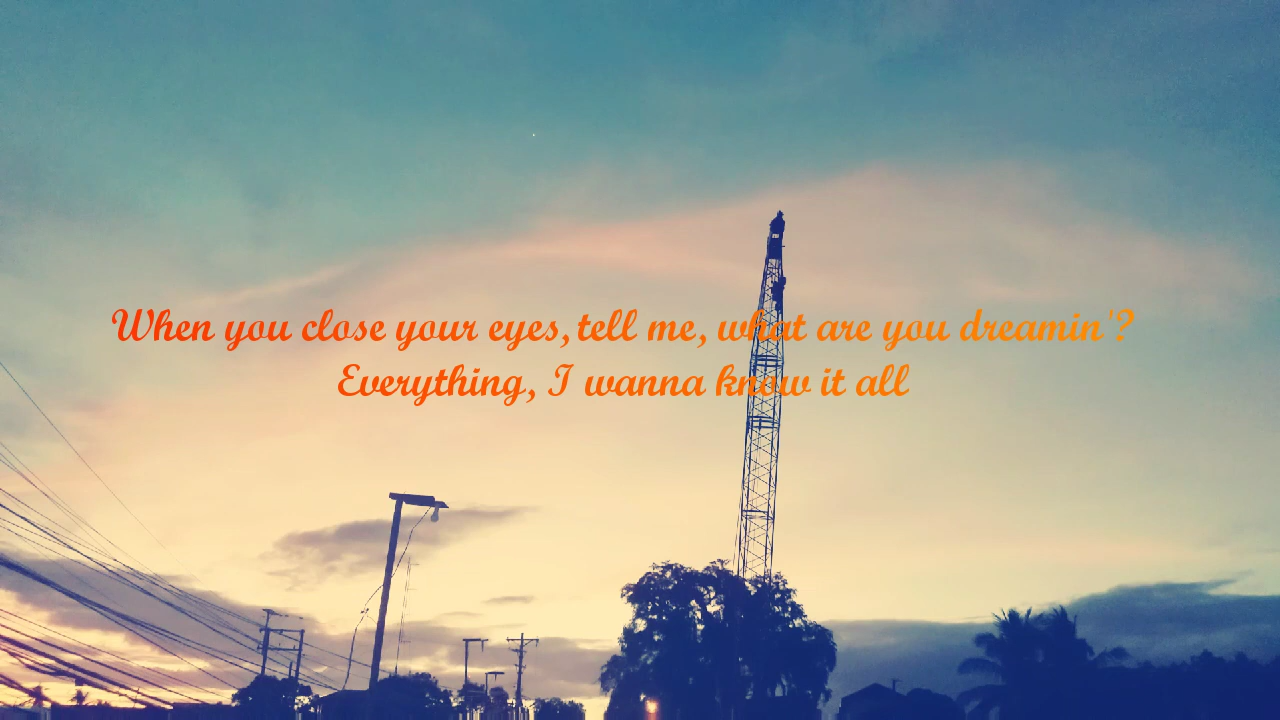 When you close your eyes, tell me, what are you dreamin'?
Everything, I wanna know it all